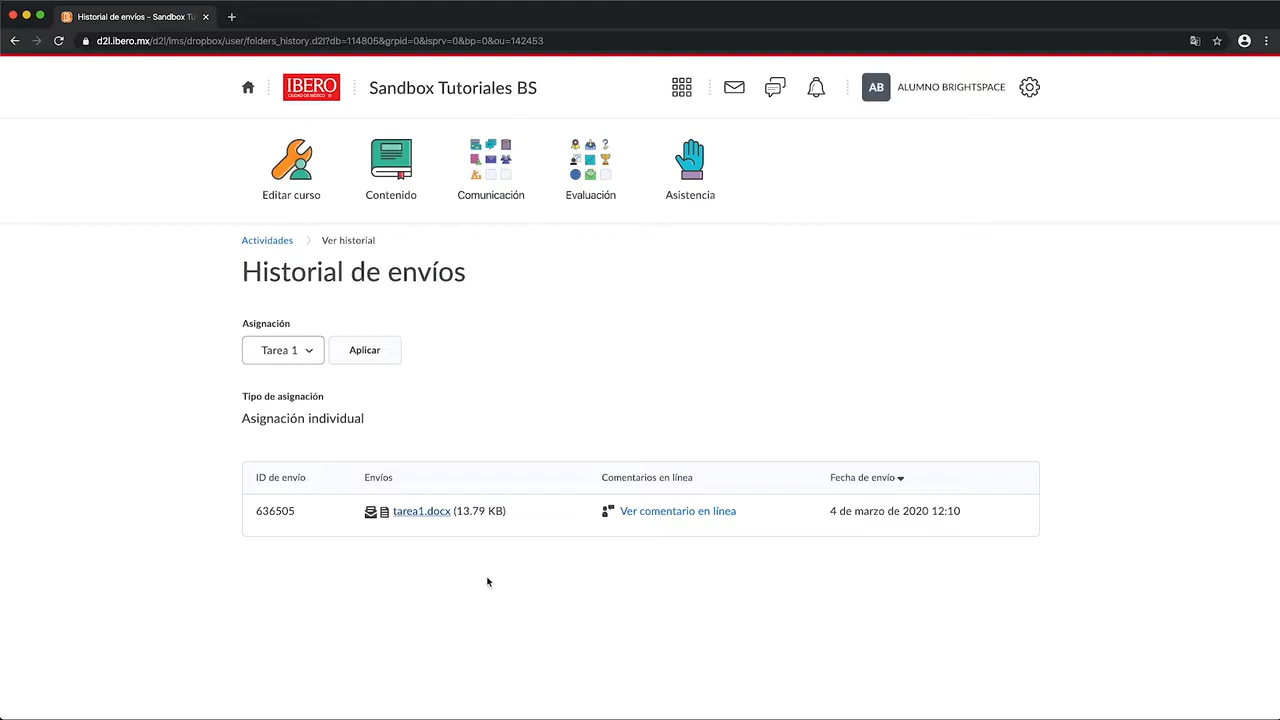 Historial de envíos - Sandbox Tu
d2l.ibero.mx/d2l/lms/dropbox/user/folders_history.d2l?db=114805&grpid=0&isprv=0&bp=0&ou=142453
IBERO
CIUDAD DE MÉXICO
Sandbox Tutoriales BS
AB
ALUMNO BRIGHTSPACE
Editar curso
Contenido
Comunicación
Evaluación
Asistencia
Actividades
Ver historial
Historial de envíos
Asignación
Tarea 1
Aplicar
Tipo de asignación
Asignación individual
ID de envío
Envíos
Comentarios en línea
Fecha de envío
636505
tarea1.docx (13.79 KB)
Ver comentario en línea
4 de marzo de 2020 12:10